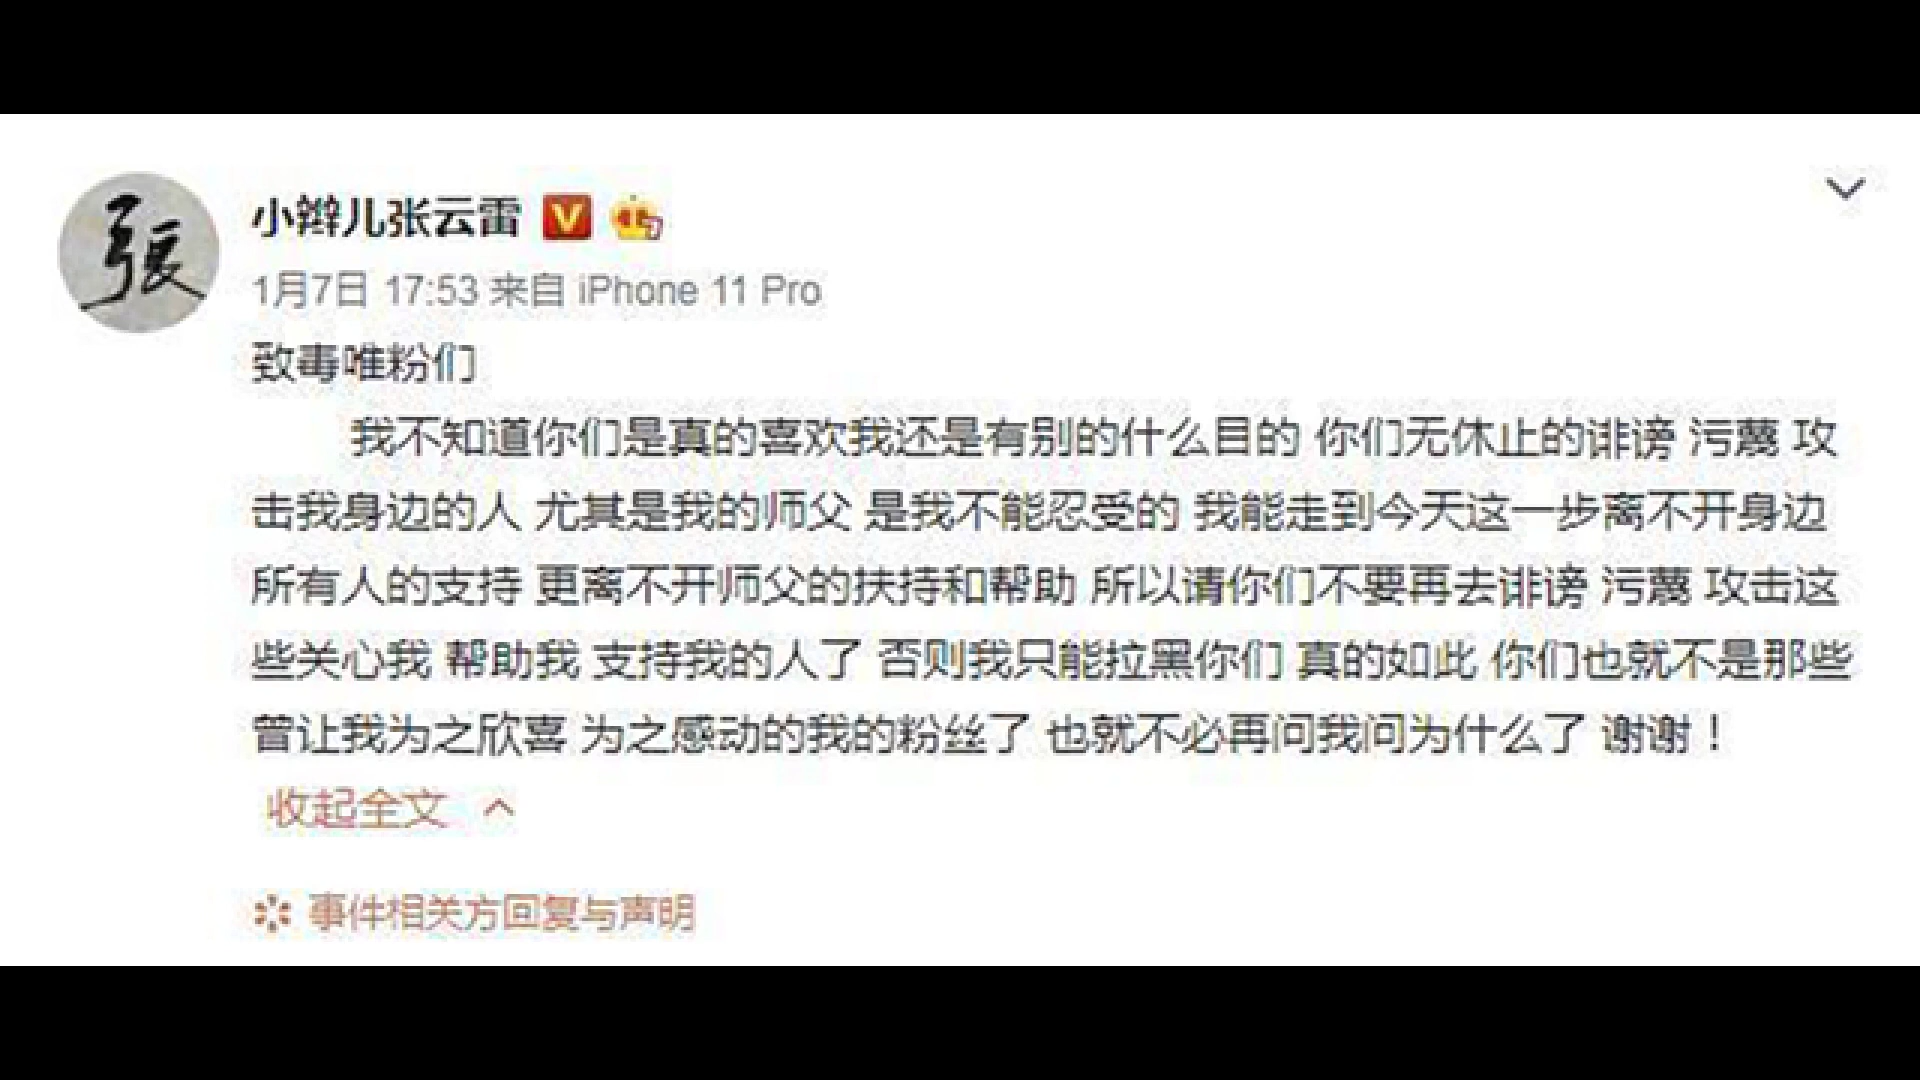 张
小辫儿张云雷
1月7日 17:53 来自 iPhone 11 Pro
致毒唯粉们
我不知道你们是真的喜欢我还是有别的什么目的 你们无休止的诽谤 污蔑 攻
击我身边的人 尤其是我的师父 是我不能忍受的 我能走到今天这一步离不开身边
所有人的支持 更离不开师父的扶持和帮助 所以请你们不要再去诽谤 污蔑 攻击这
些关心我 帮助我 支持我的人了 否则我只能拉黑你们 真的如此 你们也就不是那些
曾让我为之欣喜 为之感动的我的粉丝了 也就不必再问我问为什么了 谢谢！
收起全文
事件相关方回复与声明